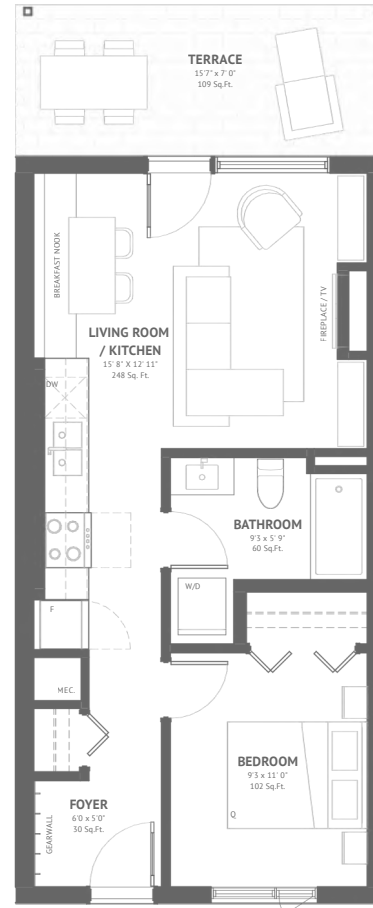 TERRACE
15'7" x 7' 0"
109 Sq.Ft.
BREAKFAST NOOK
LIVING ROOM
/ KITCHEN
15' 8" X 12' 11"
248 Sq. Ft.
FIREPLACE / TV
DW
BATHROOM
9'3 x 5' 9"
60 Sq.Ft.
W/D
F
MEC.
BEDROOM
9'3 x 11' 0"
102 Sq.Ft.
Q
FOYER
6'0 x 5'0"
30 Sq.Ft.
GEARWALL